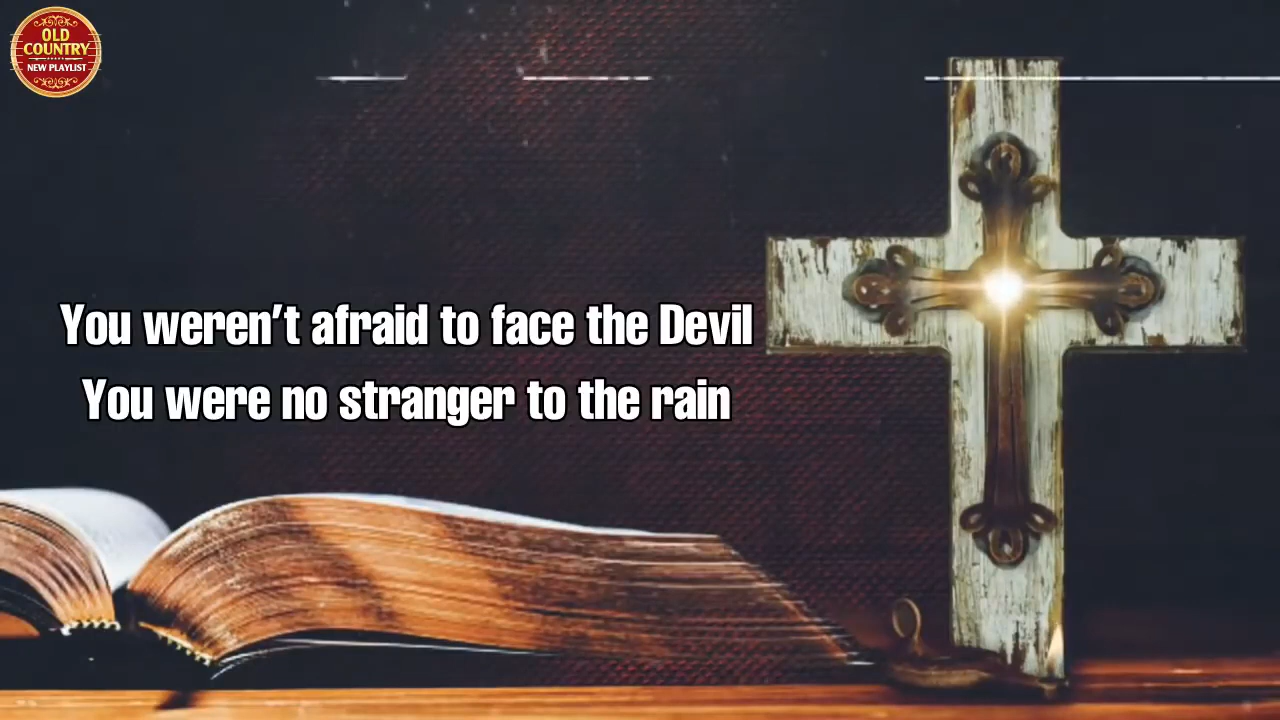 OLD
COUNTRY
NEW PLAYLIST
You weren't afraid to face the Devil
You were no stranger to the rain